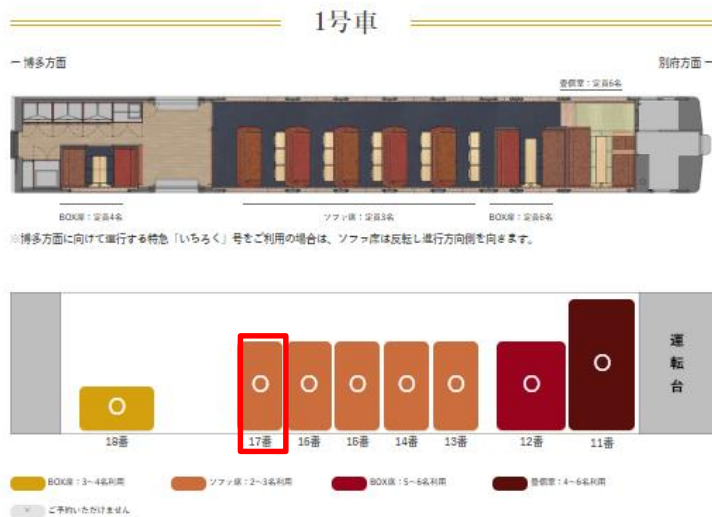 1号車
← 博多方面
別府方面 →
畳個室：定員6名
BOX席：定員4名
ソファ席：定員3名
BOX席：定員6名
※博多方面に向けて運行する特急「いちろく」号をご利用の場合は、ソファ席は反転し進行方向側を向きます。
運転台
18番
17番
16番
15番
14番
13番
12番
11番
BOX席：3～4名利用
ソファ席：2～3名利用
BOX席：5～6名利用
畳個室：4～6名利用
× ご予約いただけません